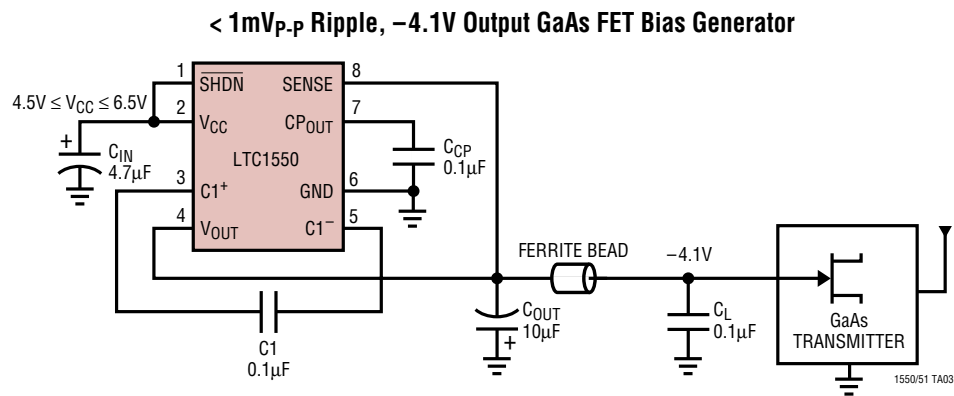 < 1mVP-P Ripple, –4.1V Output GaAs FET Bias Generator
4.5V ≤ VCC ≤ 6.5V
1
SHDN
SENSE
8
2
VCC
CPOUT
7
LTC1550
3
C1+
GND
6
4
VOUT
C1–
5
+
CIN
4.7µF
CCP
0.1µF
C1
0.1µF
FERRITE BEAD
–4.1V
COUT
10µF
+
CL
0.1µF
GaAs
TRANSMITTER
1550/51 TA03